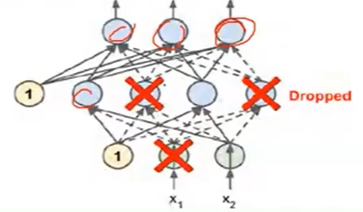 1
Dropped
1
x₁ x₂